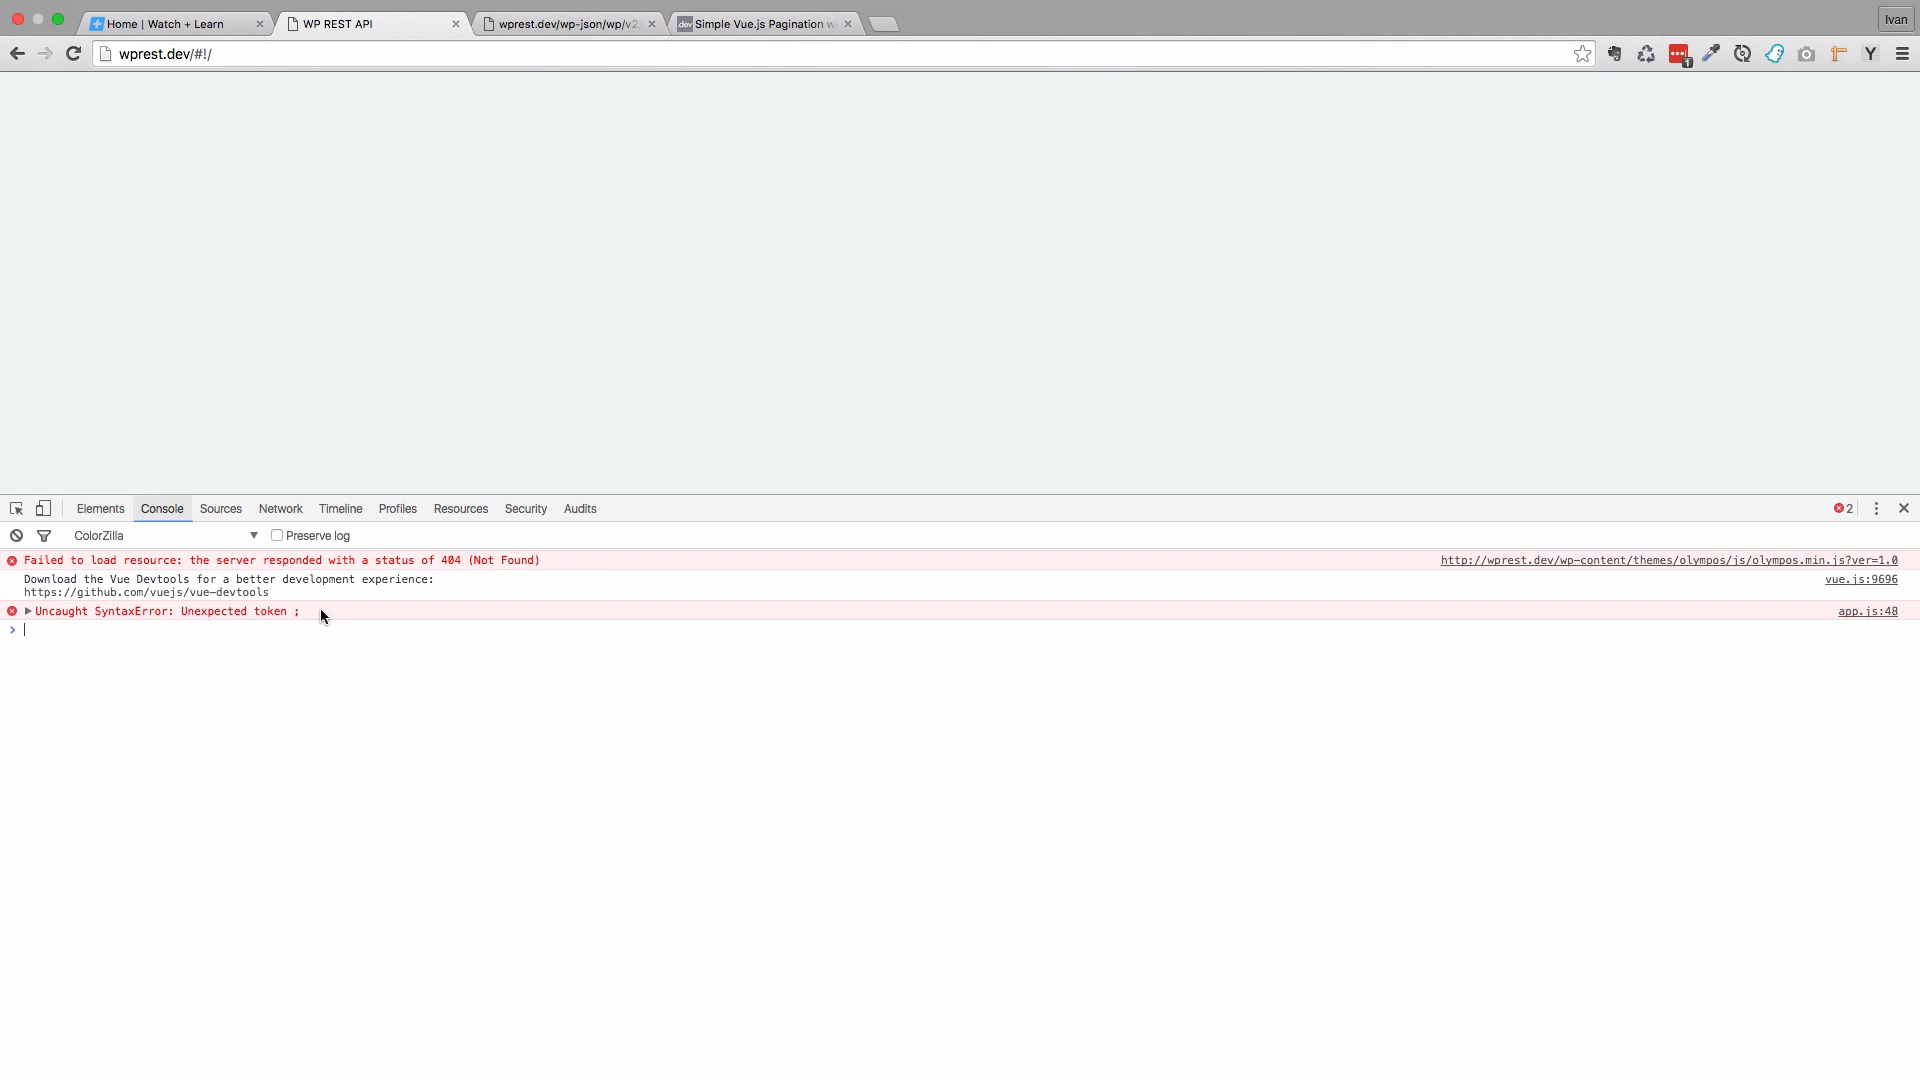 Home | Watch + Learn
WP REST API
wprest.dev/wp-json/wp/v2
Simple Vue.js Pagination w
Ivan
wprest.dev/#!/
1
Y
Elements Console Sources Network Timeline Profiles Resources Security Audits
2
ColorZilla
Preserve log
Failed to load resource: the server responded with a status of 404 (Not Found)
http://wprest.dev/wp-content/themes/olympos/js/olympos.min.js?ver=1.0
Download the Vue Devtools for a better development experience:
vue.js:9696
https://github.com/vuejs/vue-devtools
Uncaught SyntaxError: Unexpected token ;
app.js:48